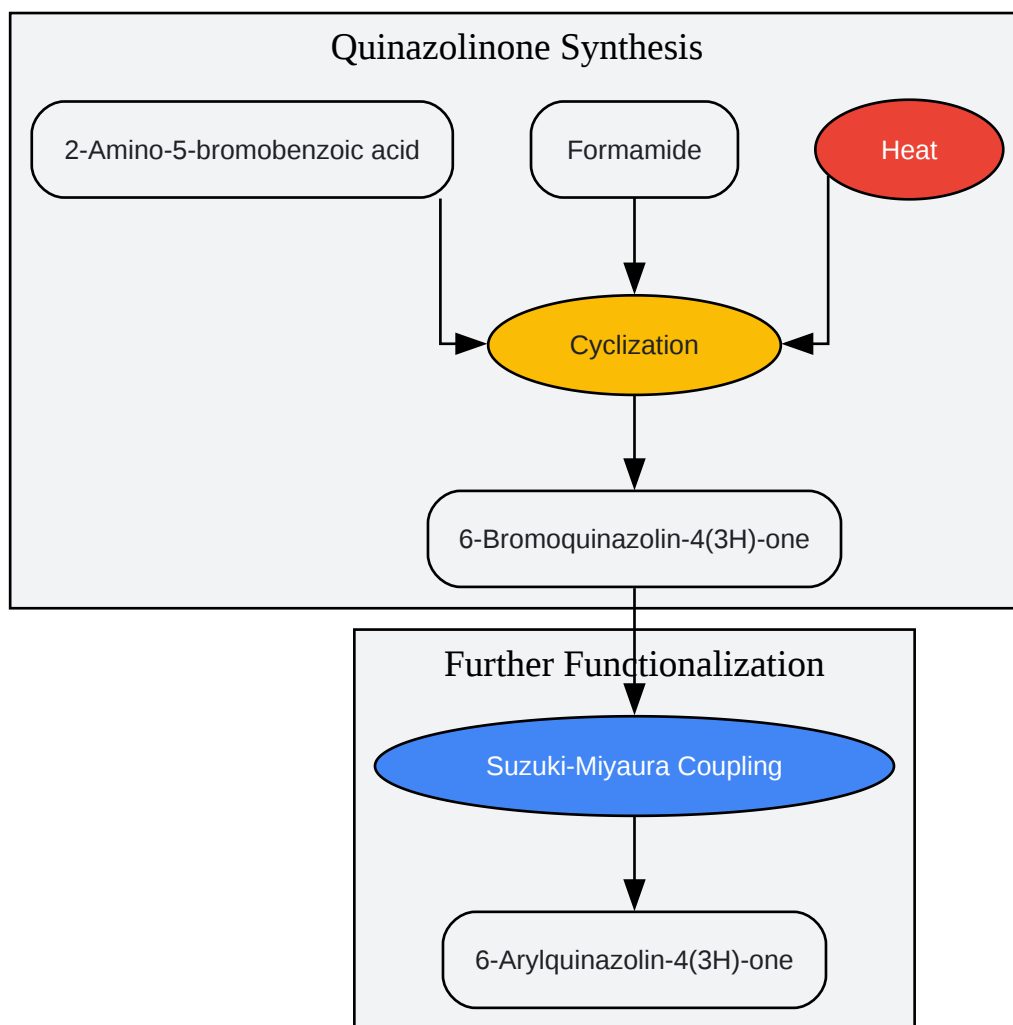 Quinazolinone Synthesis
2-Amino-5-bromobenzoic acid
Formamide
Heat
Cyclization
6-Bromoquinazolin-4(3H)-one
Further Functionalization
Suzuki-Miyaura Coupling
6-Arylquinazolin-4(3H)-one